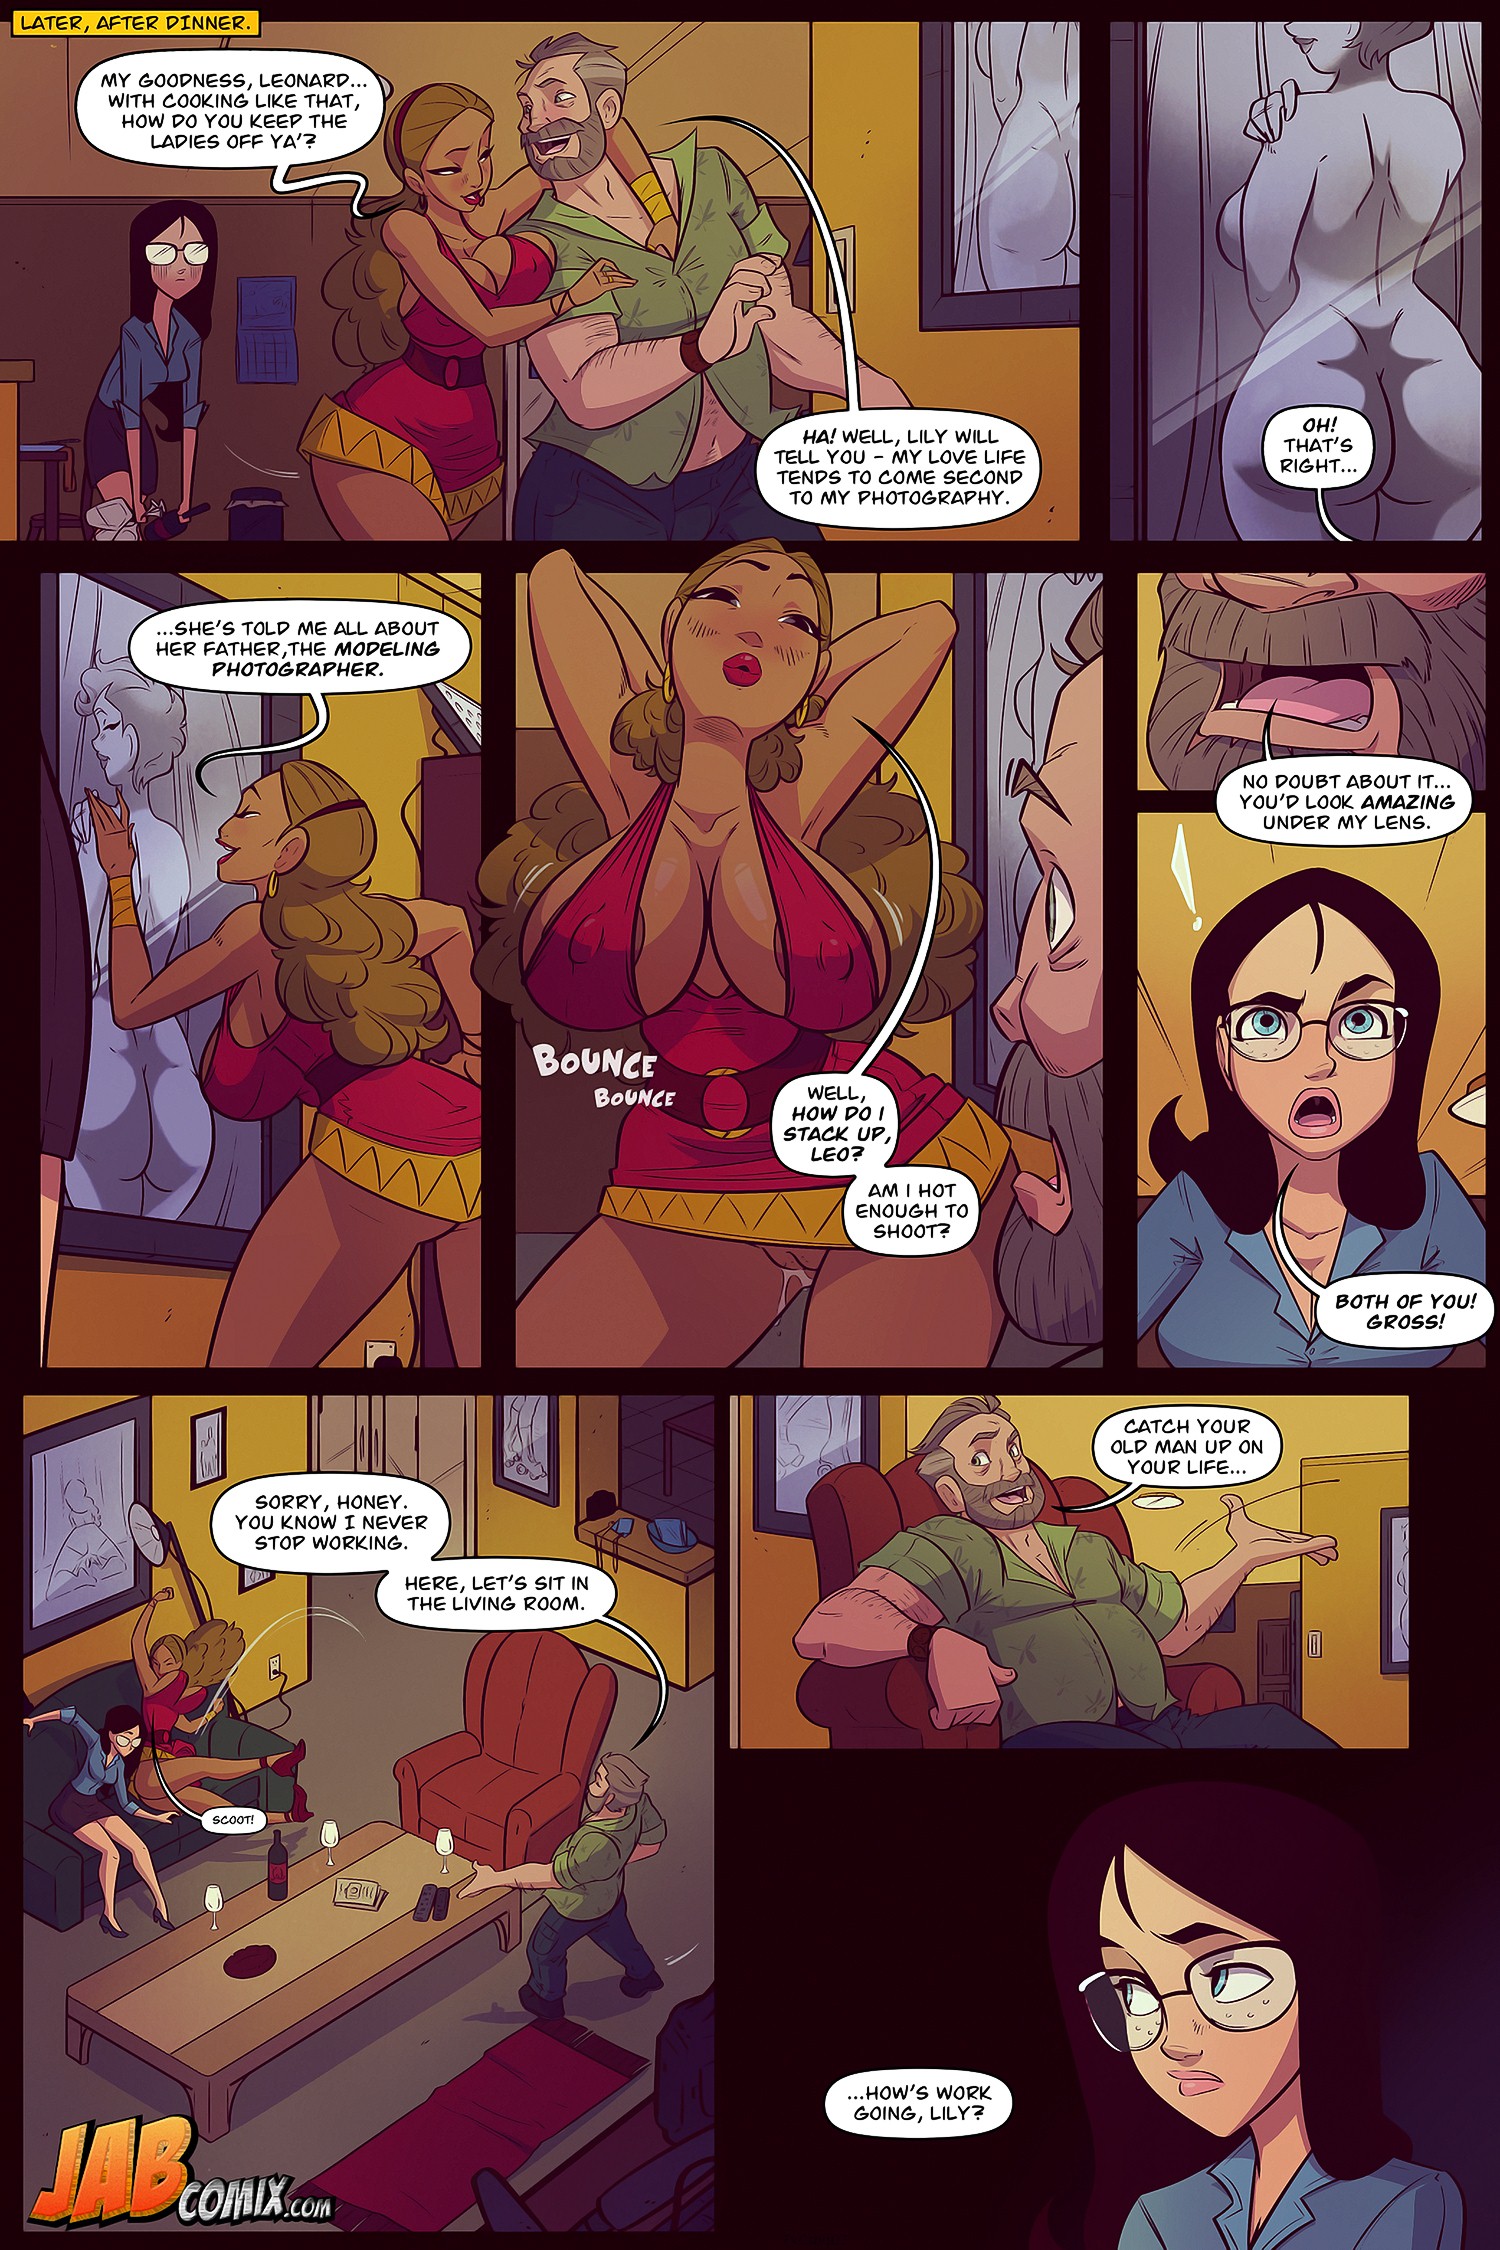 LATER, AFTER DINNER.
MY GOODNESS, LEONARD...
WITH COOKING LIKE THAT,
HOW DO YOU KEEP THE
LADIES OFF YA'?
HA! WELL, LILY WILL
TELL YOU - MY LOVE LIFE
TENDS TO COME SECOND
TO MY PHOTOGRAPHY.
OH!
THAT'S
RIGHT...
...SHE'S TOLD ME ALL ABOUT
HER FATHER,THE MODELING
PHOTOGRAPHER.
BOUNCE
BOUNCE
WELL,
HOW DO I
STACK UP,
LEO?
AM I HOT
ENOUGH TO
SHOOT?
NO DOUBT ABOUT IT...
YOU'D LOOK AMAZING
UNDER MY LENS.
!
BOTH OF YOU!
GROSS!
SORRY, HONEY.
YOU KNOW I NEVER
STOP WORKING.
HERE, LET'S SIT IN
THE LIVING ROOM.
SCOOT!
CATCH YOUR
OLD MAN UP ON
YOUR LIFE...
...HOW'S WORK
GOING, LILY?
JAB
COMIX.COM